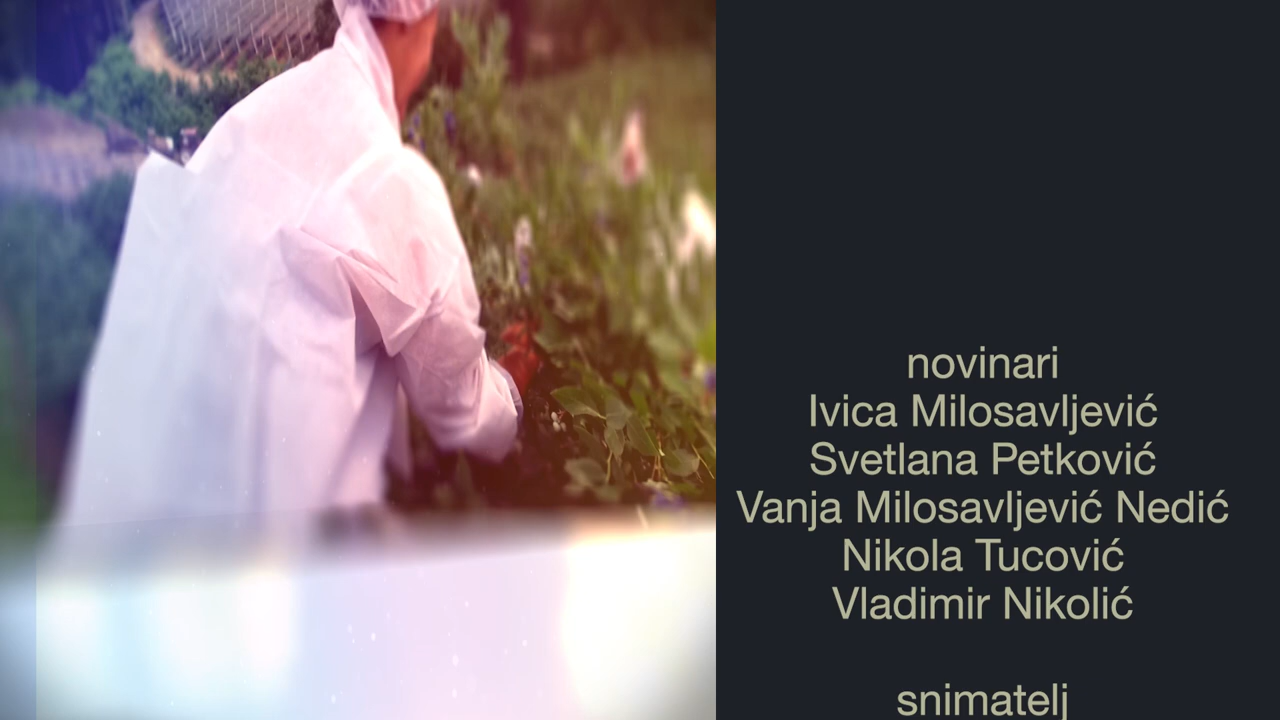 novinari
Ivica Milosavljević
Svetlana Petković
Vanja Milosavljević Nedić
Nikola Tucović
Vladimir Nikolić
snimatelj